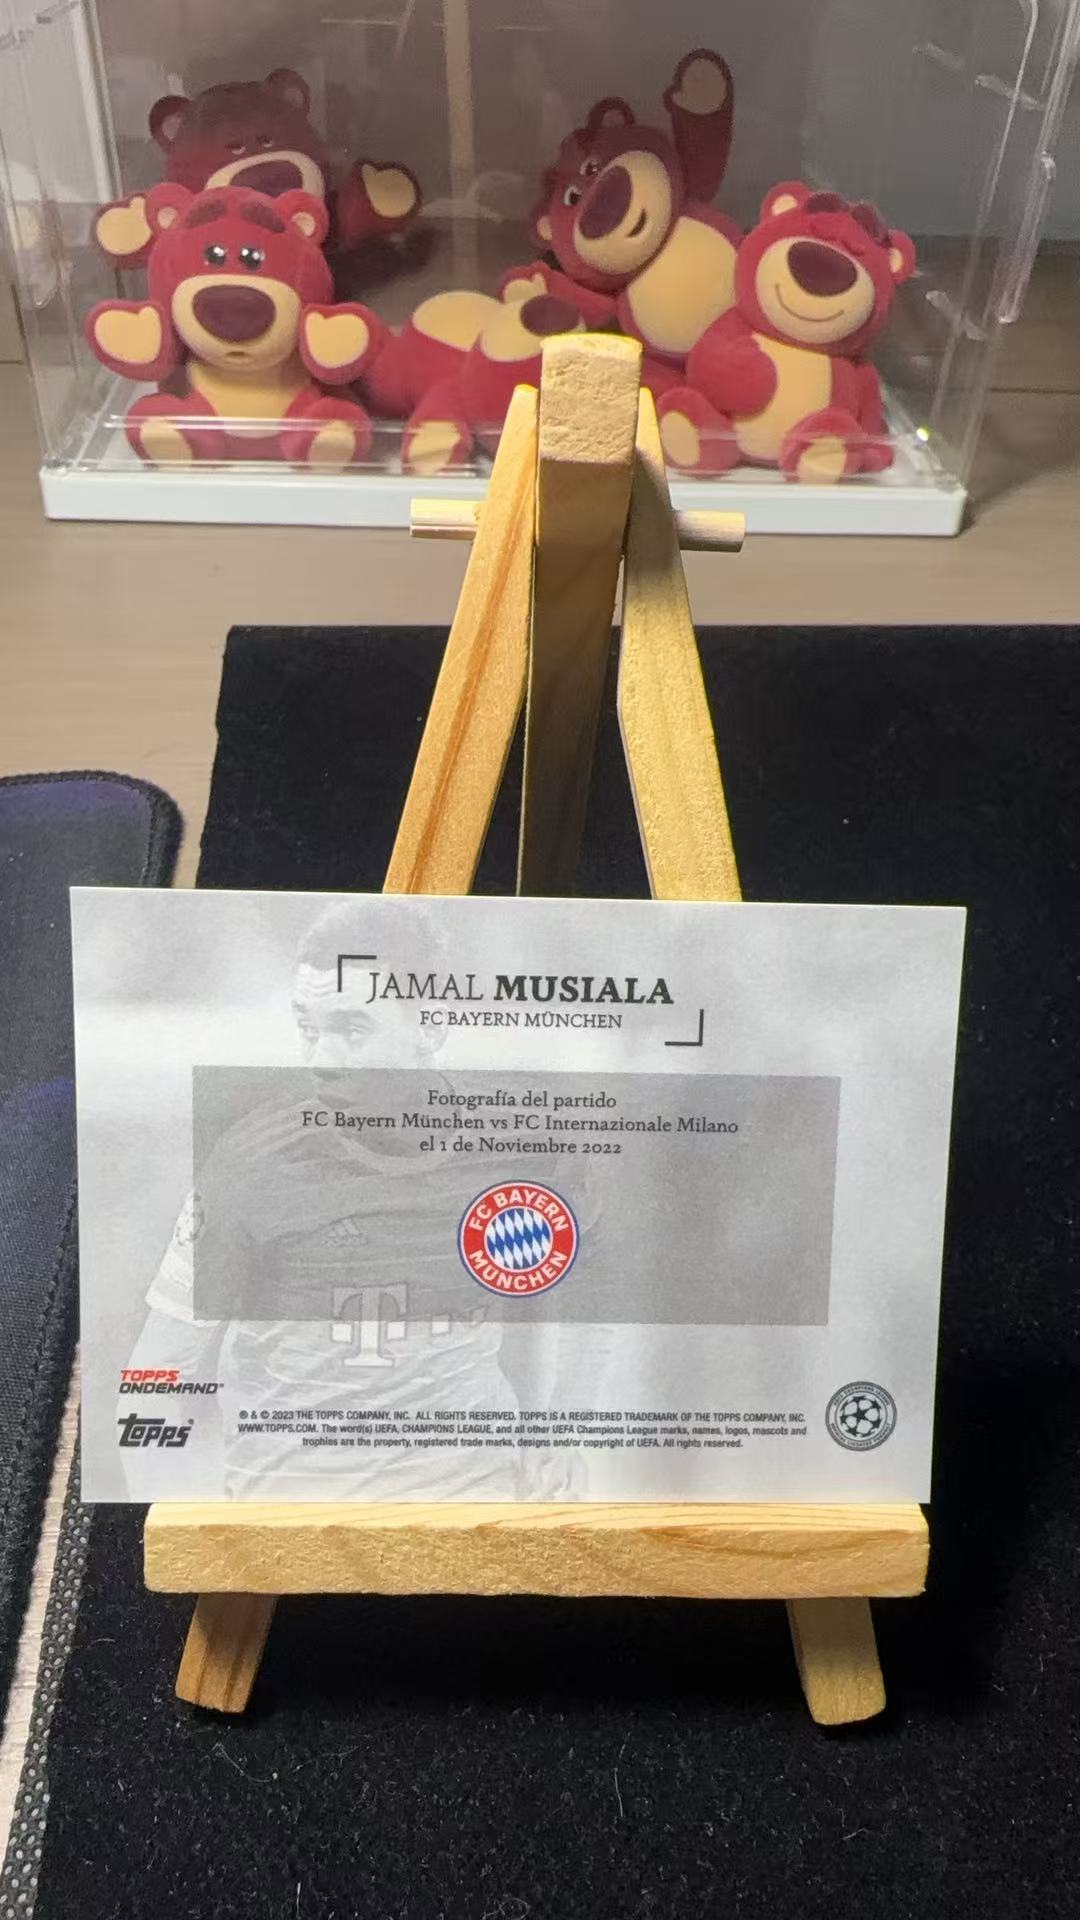 JAMAL MUSIALA
FC BAYERN MÜNCHEN
Fotografía del partido
FC Bayern München vs FC Internazionale Milano
el 1 de Noviembre 2022
FC BAYERN
MÜNCHEN
T
TOPPS
ONDEMAND
Topps
® & © 2023 THE TOPPS COMPANY, INC. ALL RIGHTS RESERVED. TOPPS IS A REGISTERED TRADEMARK OF THE TOPPS COMPANY, INC.
WWW.TOPPS.COM. The word(s) UEFA, CHAMPIONS LEAGUE, and all other UEFA Champions League marks, names, logos, mascots and
trophies are the property, registered trade marks, designs and/or copyright of UEFA. All rights reserved.